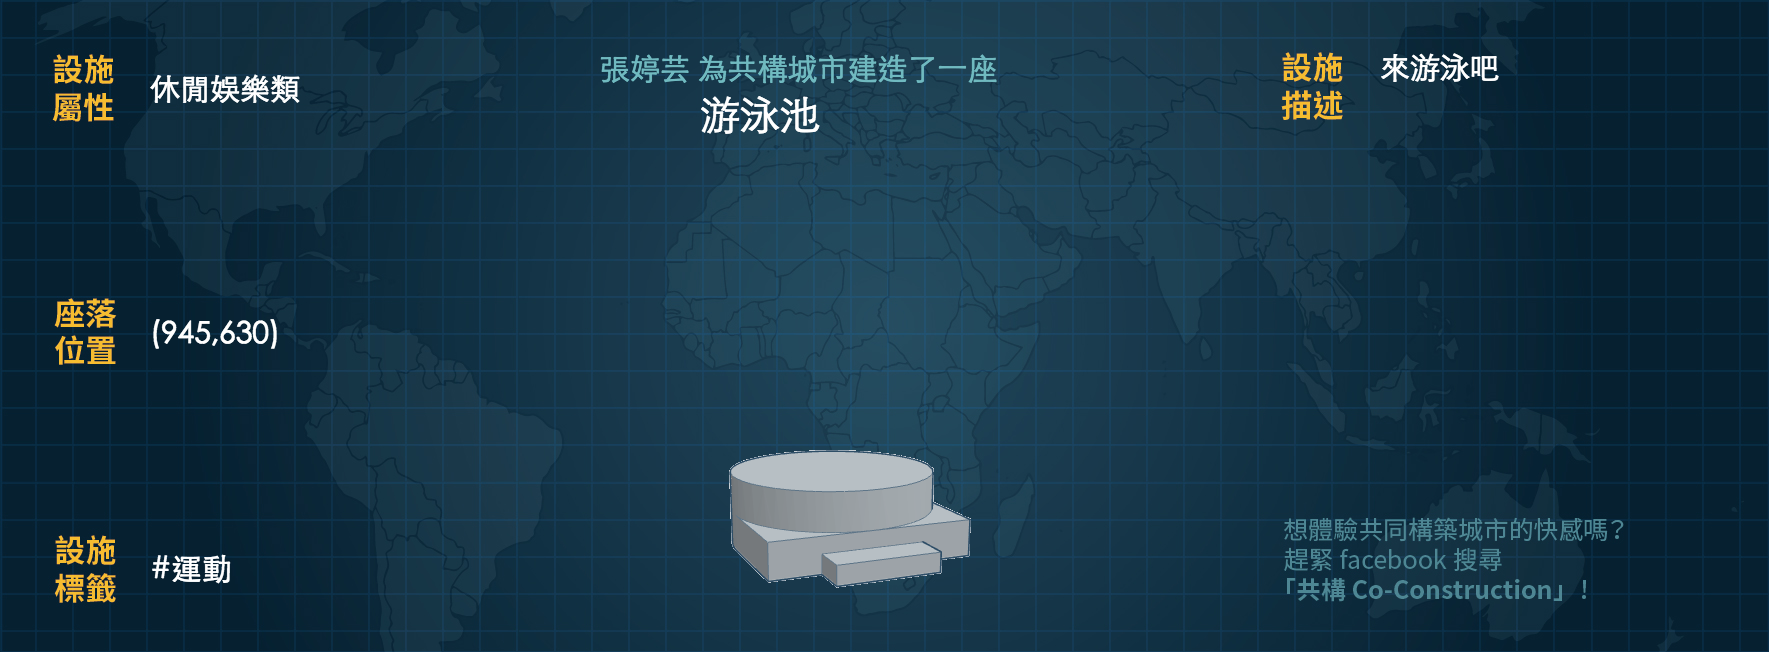 設施
屬性
休閒娛樂類
張婷芸 為共構城市建造了一座
游泳池
設施
描述
來游泳吧
座落
位置
(945,630)
設施
標籤
#運動
想體驗共同構築城市的快感嗎?
趕緊 facebook 搜尋
「共構 Co-Construction」!